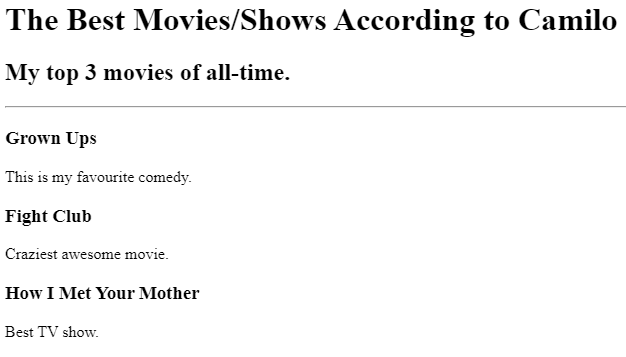 The Best Movies/Shows According to Camilo
My top 3 movies of all-time.
Grown Ups
This is my favourite comedy.
Fight Club
Craziest awesome movie.
How I Met Your Mother
Best TV show.